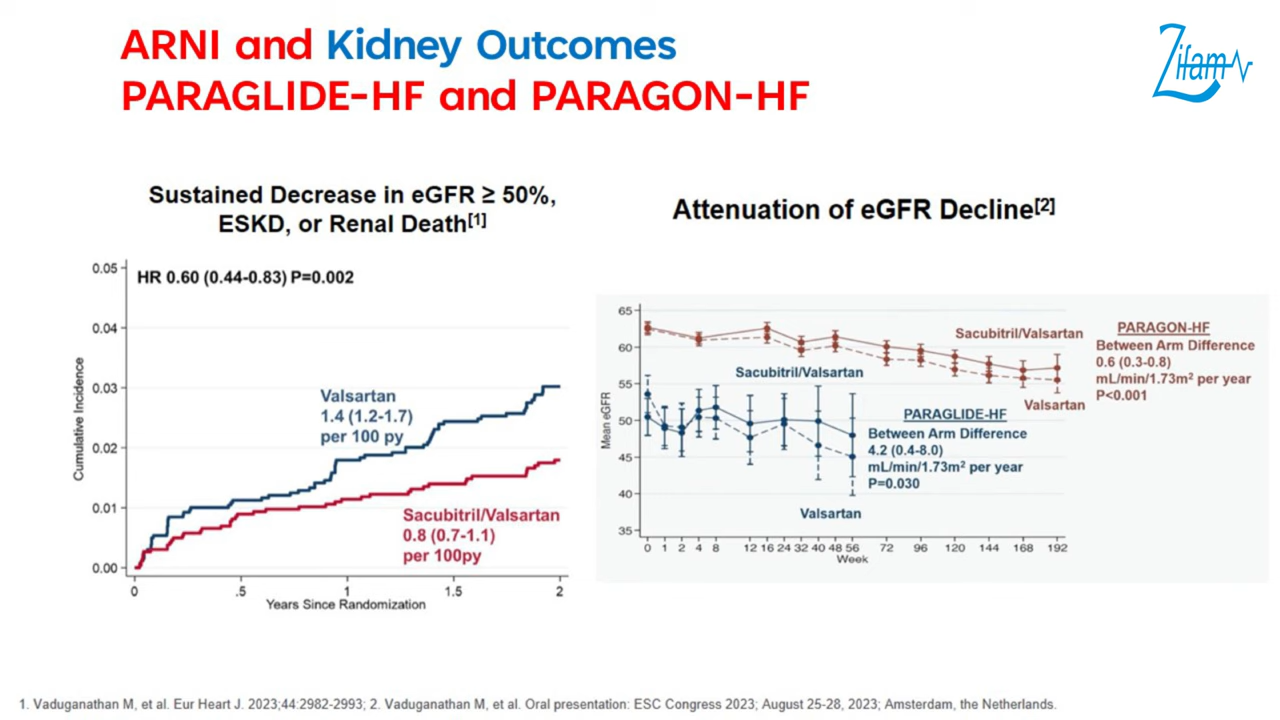 ARNI and Kidney Outcomes
PARAGLIDE-HF and PARAGON-HF
Zifam
Sustained Decrease in eGFR ≥ 50%,
ESKD, or Renal Death[1]
HR 0.60 (0.44-0.83) P=0.002
Cumulative Incidence
0.05
0.04
0.03
0.02
0.01
0.00
Valsartan
1.4 (1.2-1.7)
per 100 py
Sacubitril/Valsartan
0.8 (0.7-1.1)
per 100py
0 .5 1 1.5 2
Years Since Randomization
Attenuation of eGFR Decline[2]
Mean eGFR
65
60
55
50
45
40
35
Sacubitril/Valsartan
Valsartan
PARAGON-HF
Between Arm Difference
0.6 (0.3-0.8)
mL/min/1.73m² per year
P<0.001
Sacubitril/Valsartan
PARAGLIDE-HF
Between Arm Difference
4.2 (0.4-8.0)
mL/min/1.73m² per year
P=0.030
Valsartan
0 1 2 4 8 12 16 24 32 40 48 56 72 96 120 144 168 192
Week
1. Vaduganathan M, et al. Eur Heart J. 2023;44:2982-2993; 2. Vaduganathan M, et al. Oral presentation: ESC Congress 2023; August 25-28, 2023; Amsterdam, the Netherlands.